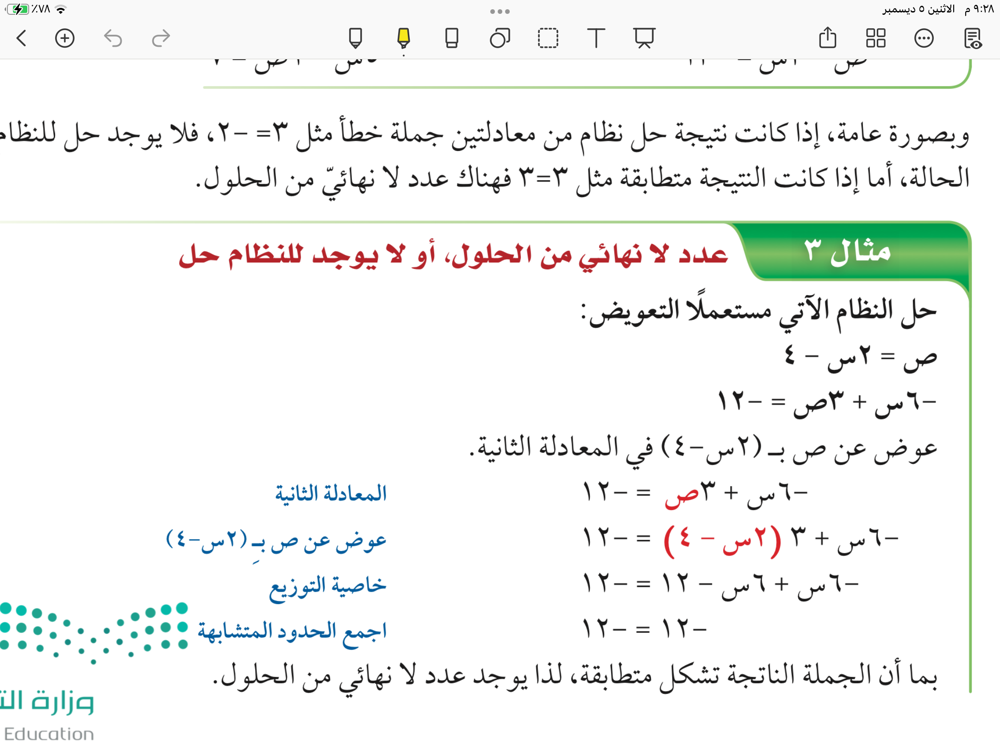 ٩:٢٨ م الاثنين ٥ ديسمبر
٪٧٨
وبصورة عامة، إذا كانت نتيجة حل نظام من معادلتين جملة خطأ مثل ٣= –٢، فلا يوجد حل للنظام
الحالة، أما إذا كانت النتيجة متطابقة مثل ٣=٣ فهناك عدد لا نهائيّ من الحلول.
مثال ٣
عدد لا نهائي من الحلول، أو لا يوجد للنظام حل
حل النظام الآتي مستعملًا التعويض:
ص = ٢س – ٤
–٦س + ٣ص = –١٢
عوض عن ص بـ (٢س–٤) في المعادلة الثانية.
–٦س + ٣ص = –١٢ المعادلة الثانية
–٦س + ٣ (٢س – ٤) = –١٢ عوض عن ص بـِ (٢س–٤)
–٦س + ٦س – ١٢ = –١٢ خاصية التوزيع
–١٢ = –١٢ اجمع الحدود المتشابهة
بما أن الجملة الناتجة تشكل متطابقة، لذا يوجد عدد لا نهائي من الحلول.
وزارة
Education